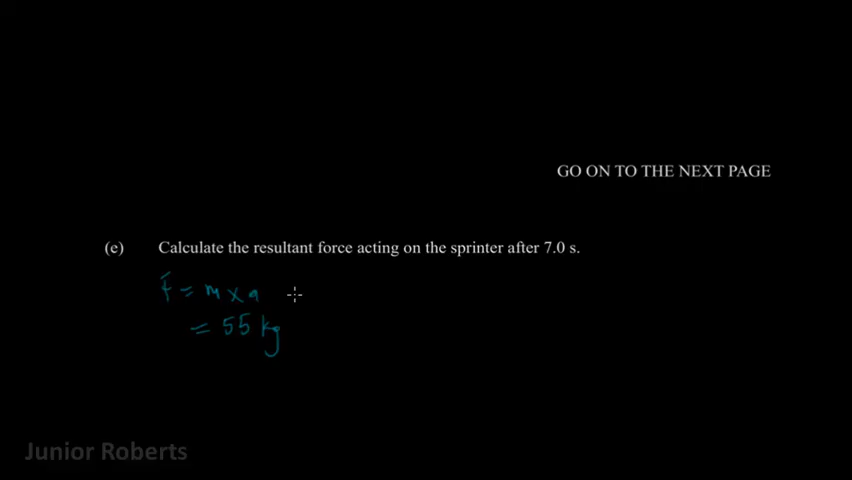 GO ON TO THE NEXT PAGE
(e) Calculate the resultant force acting on the sprinter after 7.0 s.
F = m x a
= 55 kg
Junior Roberts